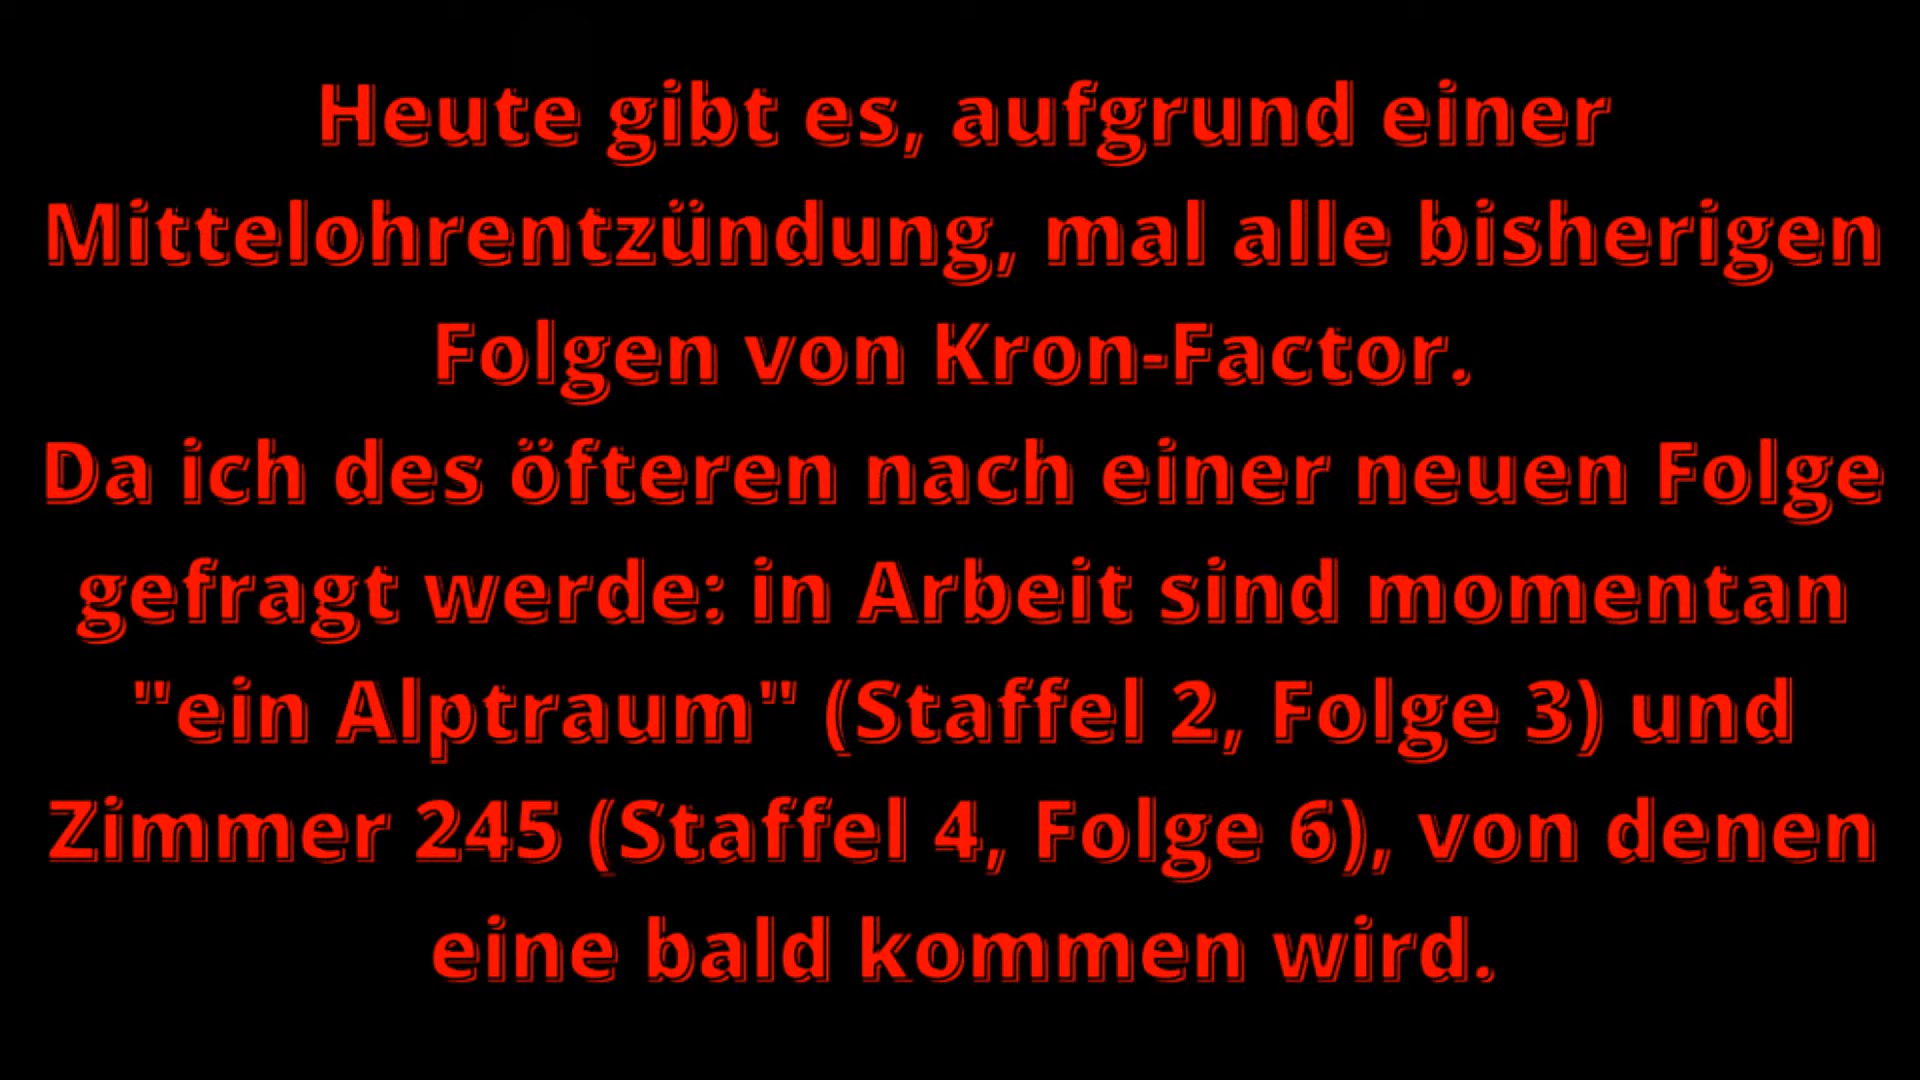 Heute gibt es, aufgrund einer
Mittelohrentzündung, mal alle bisherigen
Folgen von Kron-Factor.
Da ich des öfteren nach einer neuen Folge
gefragt werde: in Arbeit sind momentan
"ein Alptraum" (Staffel 2, Folge 3) und
Zimmer 245 (Staffel 4, Folge 6), von denen
eine bald kommen wird.